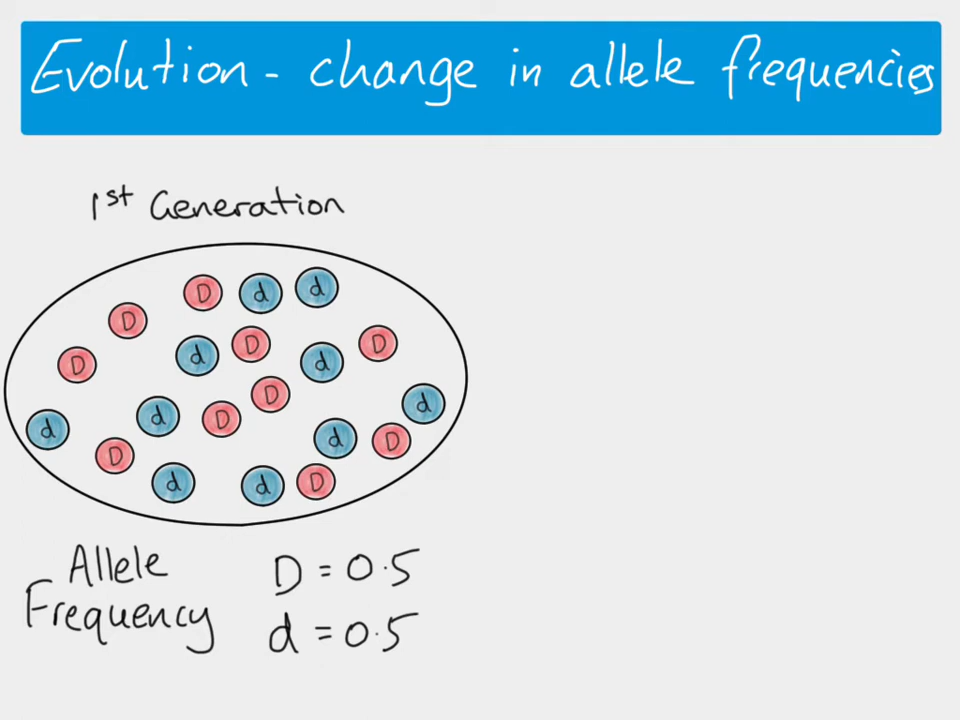 Evolution - change in allele frequencies
1st Generation
D d d
D
D d D d D
D
d d D d
d D
D
d d D
Allele D = 0.5
Frequency d = 0.5